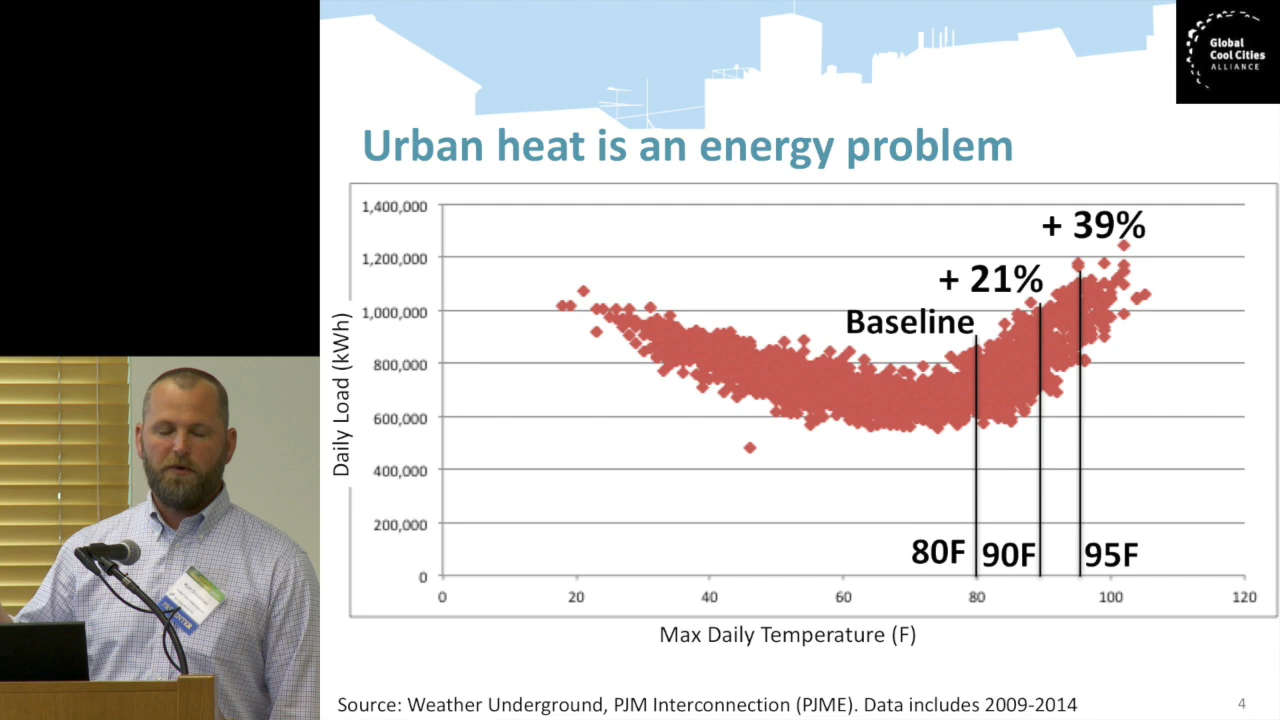 Global
Cool Cities
ALLIANCE
Urban heat is an energy problem
1,400,000
1,200,000
1,000,000
800,000
600,000
400,000
200,000
0
Daily Load (kWh)
+ 39%
+ 21%
Baseline
80F
90F
95F
0
20
40
60
80
100
120
Max Daily Temperature (F)
Source: Weather Underground, PJM Interconnection (PJME). Data includes 2009-2014
4